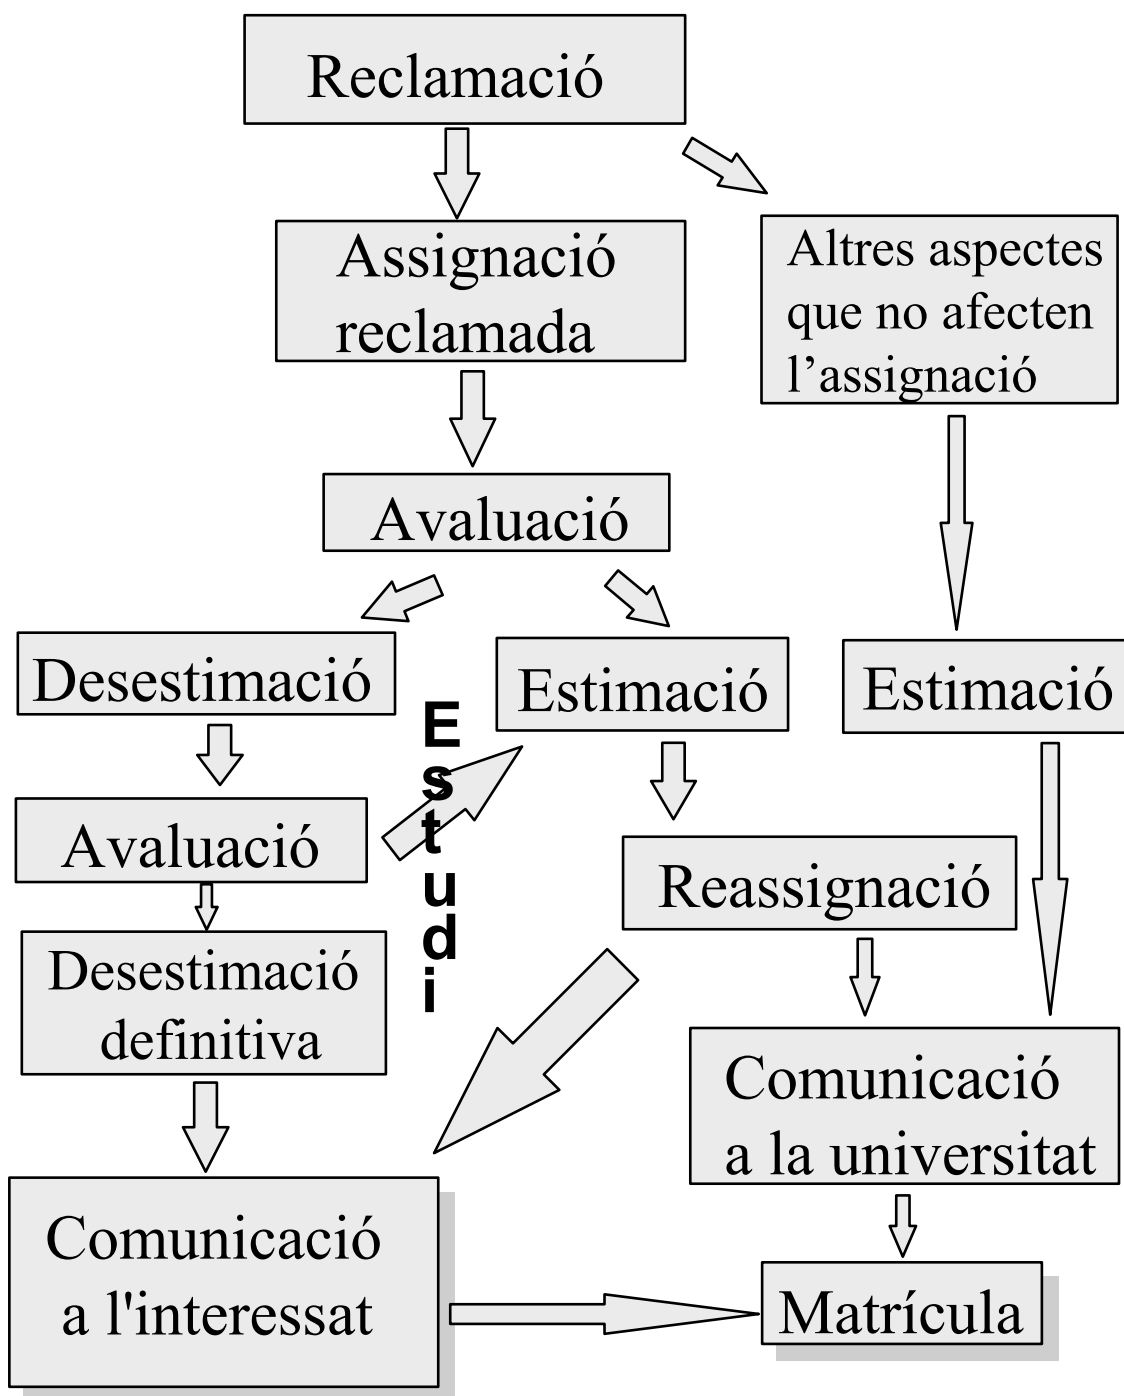 Reclamació
Assignació
reclamada
Altres aspectes
que no afecten
l’assignació
Avaluació
Desestimació
Estimació
Estimació
Estudi
Avaluació
Reassignació
Desestimació
definitiva
Comunicació
a la universitat
Comunicació
a l'interessat
Matrícula